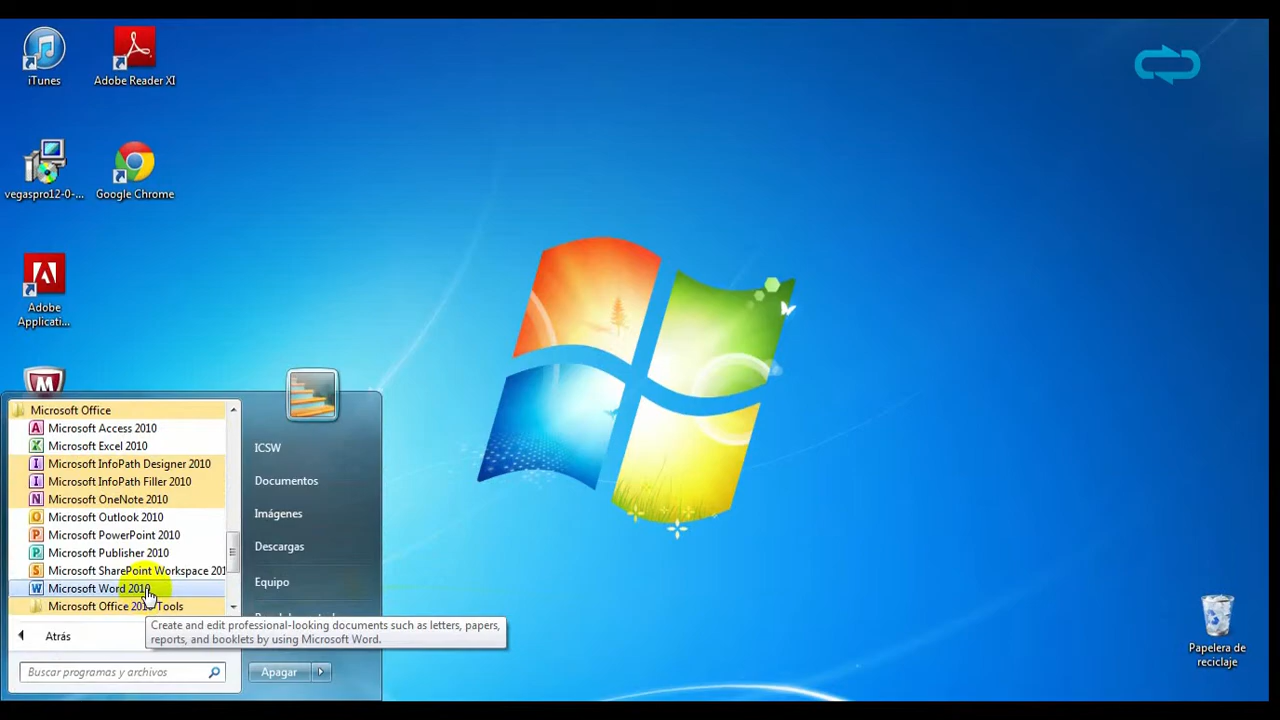 iTunes
Adobe Reader XI
vegaspro12-0-...
Google Chrome
Adobe
Applicati...
Microsoft Office
Microsoft Access 2010
Microsoft Excel 2010
Microsoft InfoPath Designer 2010
Microsoft InfoPath Filler 2010
Microsoft OneNote 2010
Microsoft Outlook 2010
Microsoft PowerPoint 2010
Microsoft Publisher 2010
Microsoft SharePoint Workspace 201
Microsoft Word 2010
Microsoft Office 2010 Tools
Atrás
Buscar programas y archivos
ICSW
Documentos
Imágenes
Descargas
Equipo
Create and edit professional-looking documents such as letters, papers,
reports, and booklets by using Microsoft Word.
Apagar
Papelera de
reciclaje